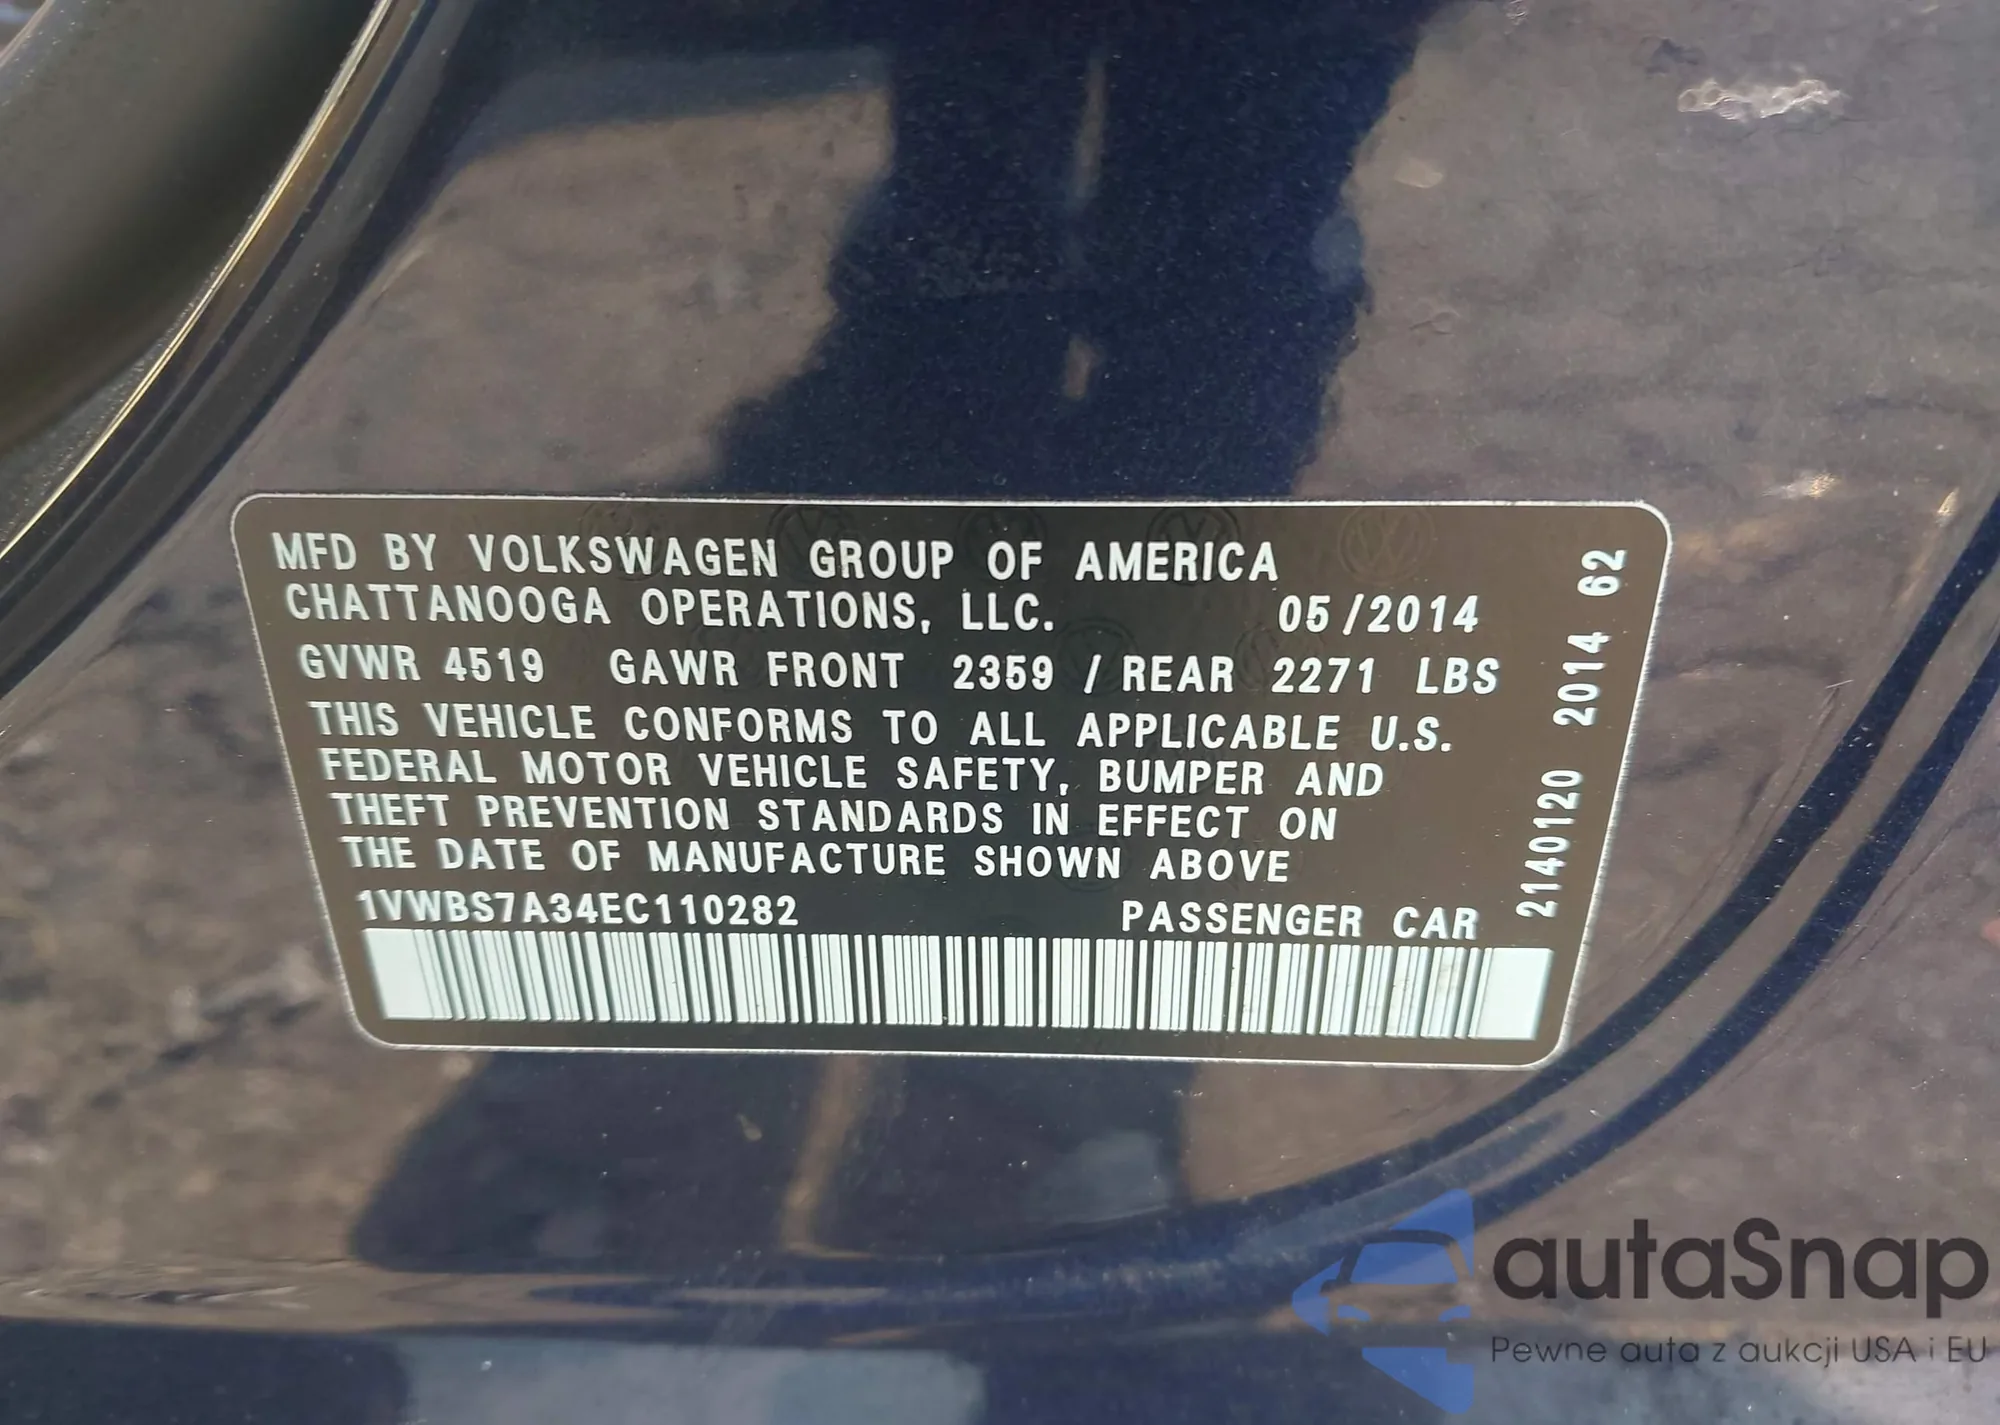 MFD BY VOLKSWAGEN GROUP OF AMERICA
CHATTANOOGA OPERATIONS, LLC. 05/2014
GVWR 4519 GAWR FRONT 2359 / REAR 2271 LBS
THIS VEHICLE CONFORMS TO ALL APPLICABLE U.S.
FEDERAL MOTOR VEHICLE SAFETY, BUMPER AND
THEFT PREVENTION STANDARDS IN EFFECT ON
THE DATE OF MANUFACTURE SHOWN ABOVE
1VWBS7A34EC110282 PASSENGER CAR
2140120 2014 62
autaSnap
Pewne auta z aukcji USA i EU